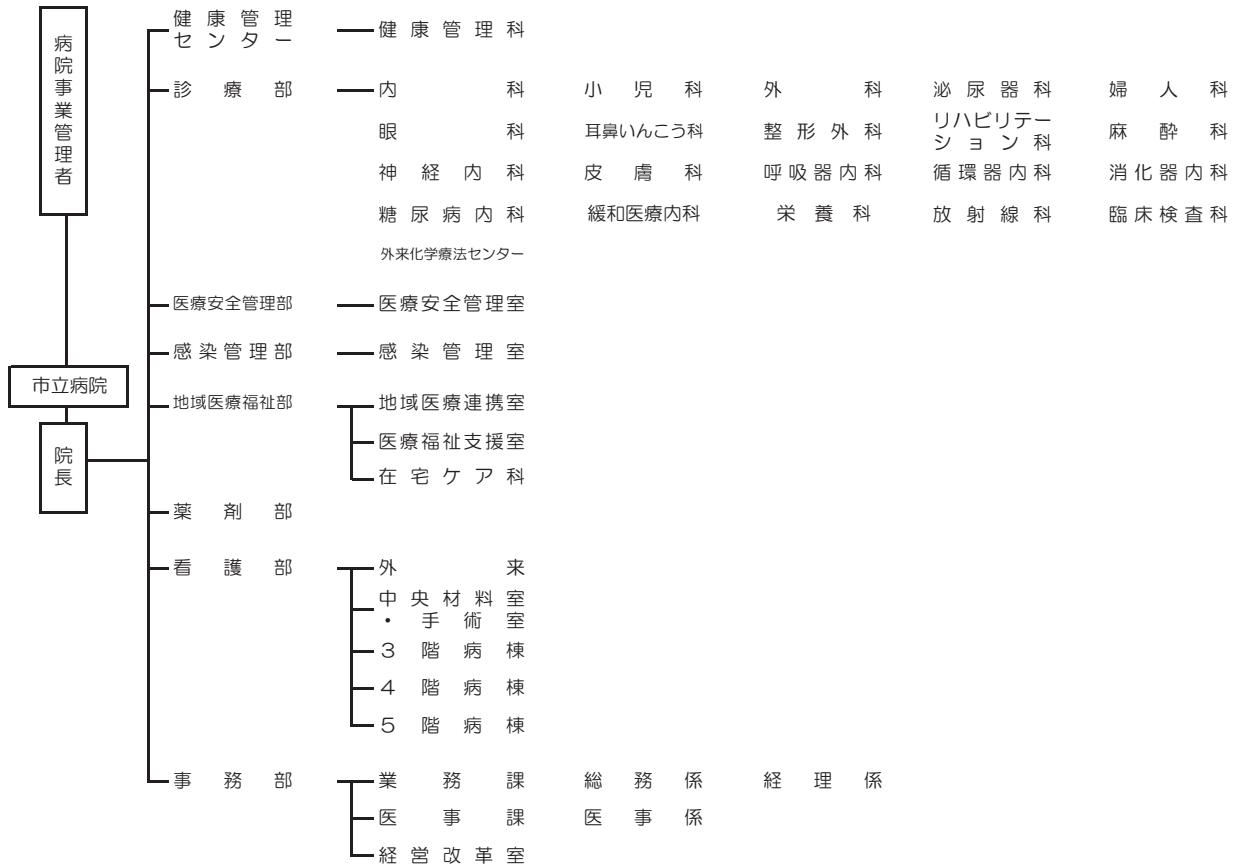 病院事業管理者
市立病院
院長
健康管理
センター
健康管理科
診療部
内科 小児科 外科 泌尿器科 婦人科
眼科 耳鼻いんこう科 整形外科 リハビリテー
ション科 麻酔科
神経内科 皮膚科 呼吸器内科 循環器内科 消化器内科
糖尿病内科 緩和医療内科 栄養科 放射線科 臨床検査科
外来化学療法センター
医療安全管理部 医療安全管理室
感染管理部 感染管理室
地域医療福祉部 地域医療連携室
医療福祉支援室
在宅ケア科
薬剤部
看護部 外来
中央材料室
・手術室
3階病棟
4階病棟
5階病棟
事務部 業務課 総務係 経理係
医事課 医事係
経営改革室